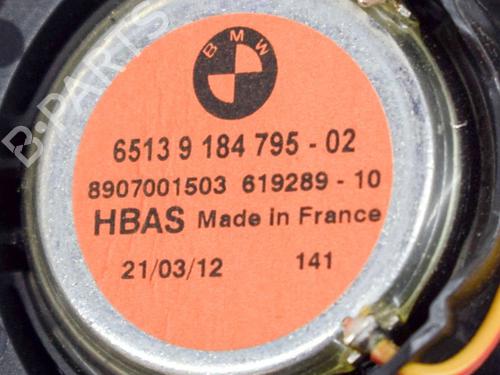 BMW
6513 9 184 795 - 02
8907001503 619289 - 10
HBAS Made in France
21/03/12 141
B-PARTS